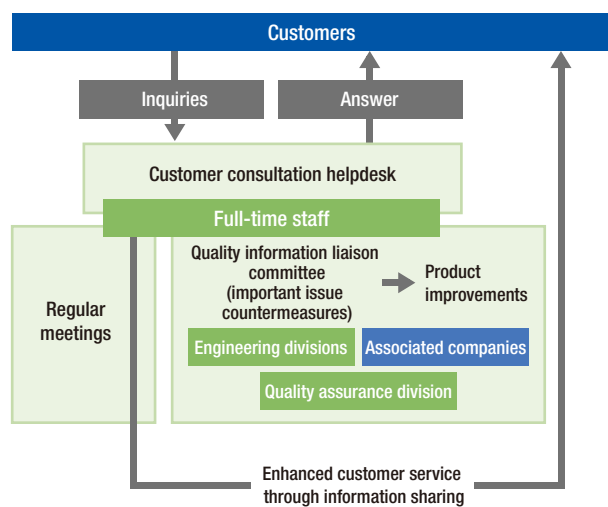 Customers
Inquiries
Answer
Customer consultation helpdesk
Full-time staff
Regular
meetings
Quality information liaison
committee
(important issue
countermeasures)
Product
improvements
Engineering divisions
Associated companies
Quality assurance division
Enhanced customer service
through information sharing